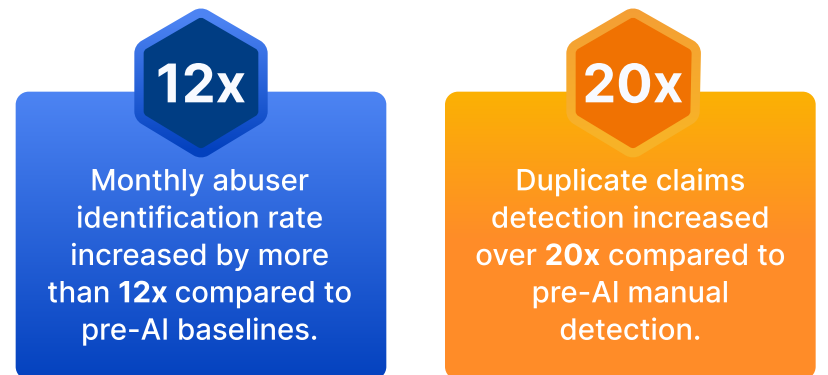 12x
Monthly abuser
identification rate
increased by more
than 12x compared to
pre-AI baselines.
20x
Duplicate claims
detection increased
over 20x compared to
pre-AI manual
detection.